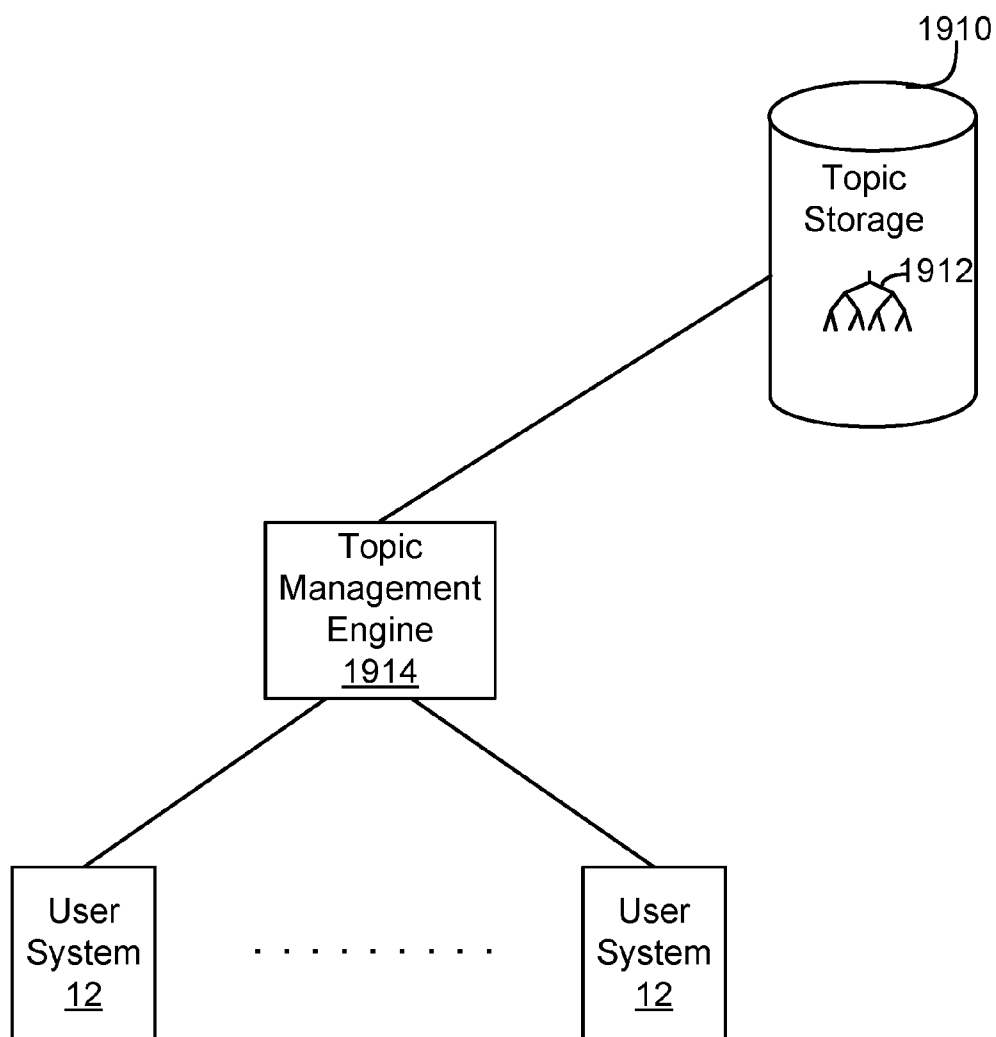 1910
Topic
Storage
1912
Topic
Management
Engine
1914
User
System
12
. . . . . . . . .
User
System
12